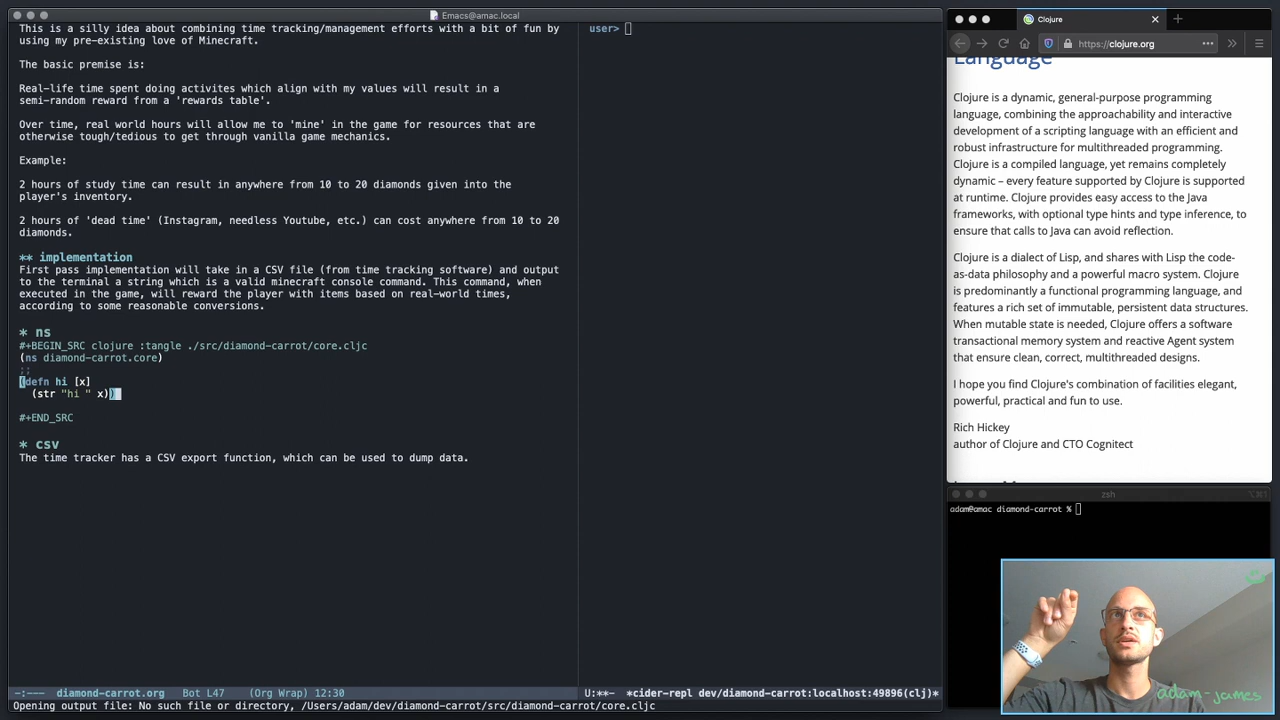 Emacs@amac.local
This is a silly idea about combining time tracking/management efforts with a bit of fun by
using my pre-existing love of Minecraft.
The basic premise is:
Real-life time spent doing activites which align with my values will result in a
semi-random reward from a 'rewards table'.
Over time, real world hours will allow me to 'mine' in the game for resources that are
otherwise tough/tedious to get through vanilla game mechanics.
Example:
2 hours of study time can result in anywhere from 10 to 20 diamonds given into the
player's inventory.
2 hours of 'dead time' (Instagram, needless Youtube, etc.) can cost anywhere from 10 to 20
diamonds.
** implementation
First pass implementation will take in a CSV file (from time tracking software) and output
to the terminal a string which is a valid minecraft console command. This command, when
executed in the game, will reward the player with items based on real-world times,
according to some reasonable conversions.
* ns
#+BEGIN_SRC clojure :tangle ./src/diamond-carrot/core.cljc
(ns diamond-carrot.core)
;;
(defn hi [x]
(str "hi " x))
#+END_SRC
* csv
The time tracker has a CSV export function, which can be used to dump data.
-:--- diamond-carrot.org Bot L47 (Org Wrap) 12:30
Opening output file: No such file or directory, /Users/adam/dev/diamond-carrot/src/diamond-carrot/core.cljc
user>
U:**- *cider-repl dev/diamond-carrot:localhost:49896(clj)*
Clojure
https://clojure.org
Language
Clojure is a dynamic, general-purpose programming
language, combining the approachability and interactive
development of a scripting language with an efficient and
robust infrastructure for multithreaded programming.
Clojure is a compiled language, yet remains completely
dynamic – every feature supported by Clojure is supported
at runtime. Clojure provides easy access to the Java
frameworks, with optional type hints and type inference, to
ensure that calls to Java can avoid reflection.
Clojure is a dialect of Lisp, and shares with Lisp the code-
as-data philosophy and a powerful macro system. Clojure
is predominantly a functional programming language, and
features a rich set of immutable, persistent data structures.
When mutable state is needed, Clojure offers a software
transactional memory system and reactive Agent system
that ensure clean, correct, multithreaded designs.
I hope you find Clojure's combination of facilities elegant,
powerful, practical and fun to use.
Rich Hickey
author of Clojure and CTO Cognitect
zsh
adam@amac diamond-carrot %
adam-james